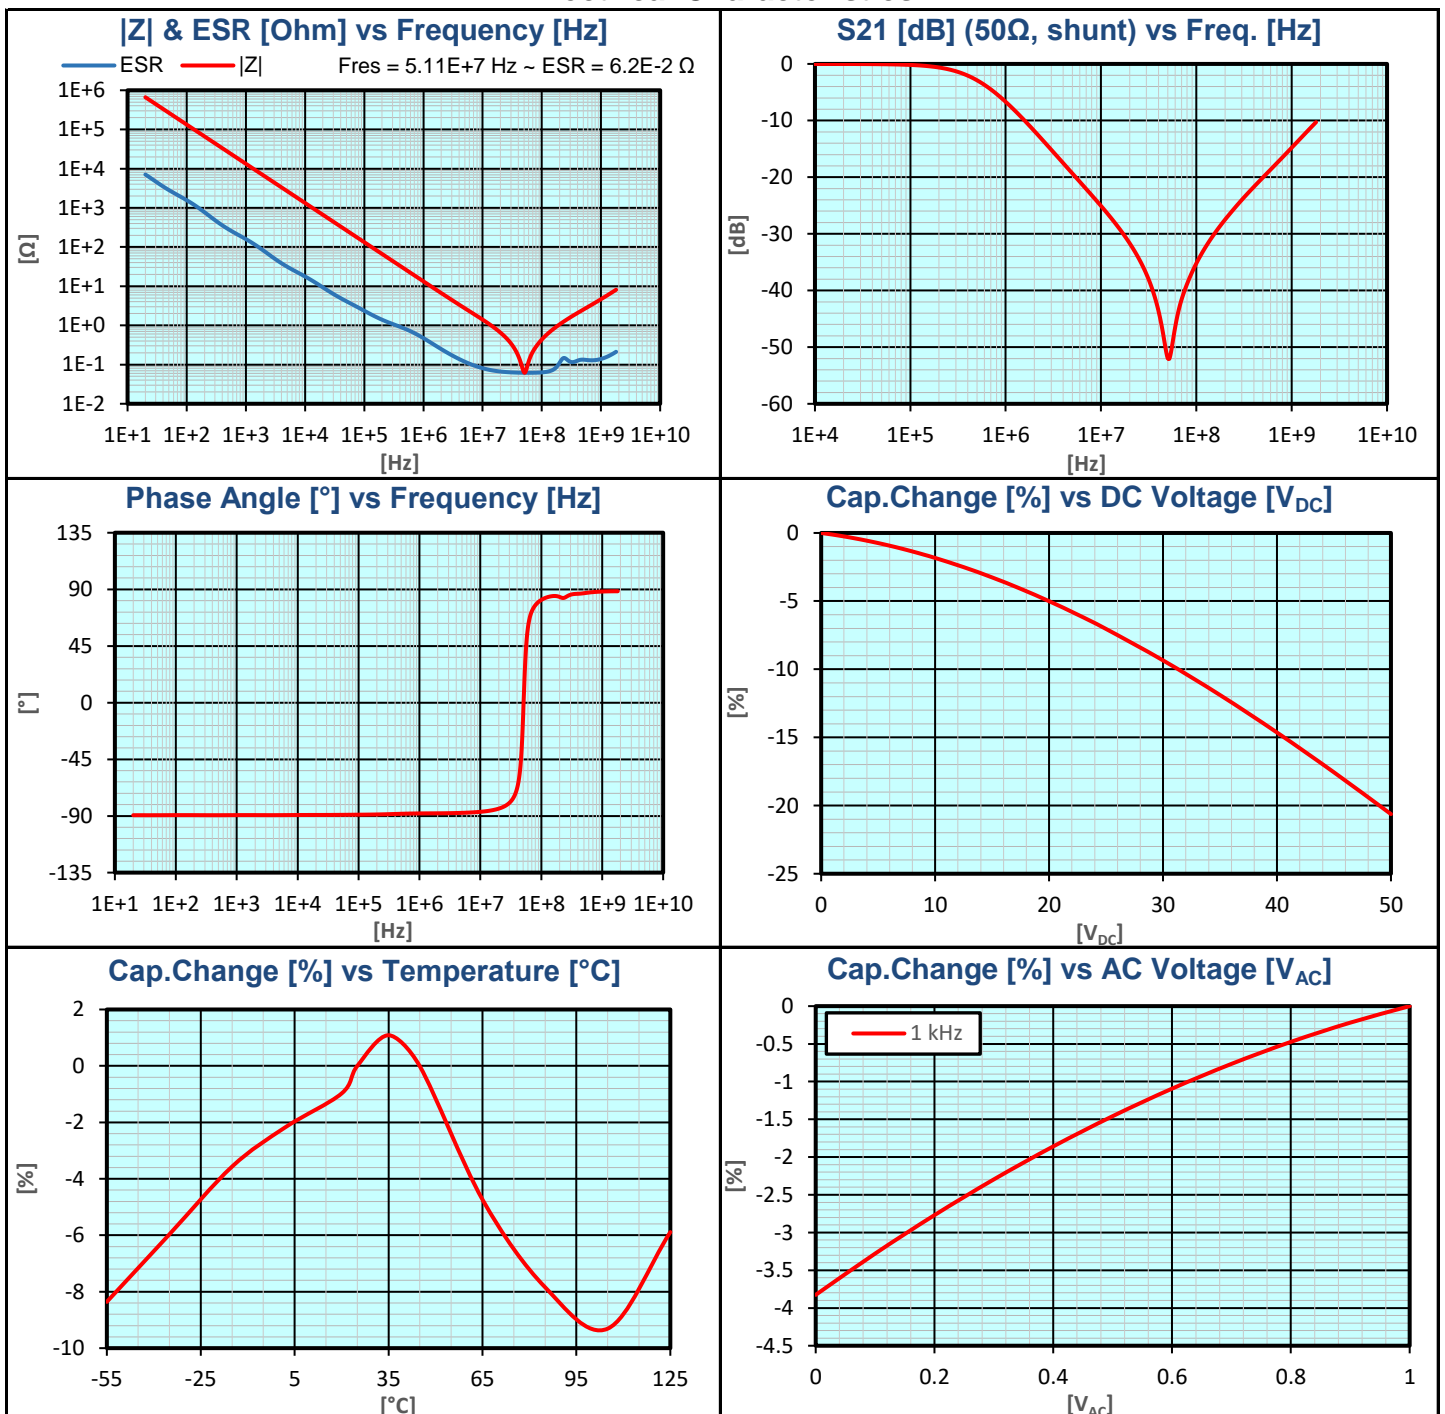 |Z| & ESR [Ohm] vs Frequency [Hz]
ESR |Z| Fres = 5.11E+7 Hz ~ ESR = 6.2E-2 Ω
1E+6
1E+5
1E+4
1E+3
1E+2
1E+1
1E+0
1E-1
1E-2
[Ω]
1E+1 1E+2 1E+3 1E+4 1E+5 1E+6 1E+7 1E+8 1E+9 1E+10
[Hz]
S21 [dB] (50Ω, shunt) vs Freq. [Hz]
0
-10
-20
-30
-40
-50
-60
[dB]
1E+4 1E+5 1E+6 1E+7 1E+8 1E+9 1E+10
[Hz]
Phase Angle [°] vs Frequency [Hz]
135
90
45
0
-45
-90
-135
[°]
1E+1 1E+2 1E+3 1E+4 1E+5 1E+6 1E+7 1E+8 1E+9 1E+10
[Hz]
Cap.Change [%] vs DC Voltage [VDC]
0
-5
-10
-15
-20
-25
[%]
0 10 20 30 40 50
[VDC]
Cap.Change [%] vs Temperature [°C]
2
0
-2
-4
-6
-8
-10
[%]
-55 -25 5 35 65 95 125
[°C]
Cap.Change [%] vs AC Voltage [VAC]
1 kHz
0
-0.5
-1
-1.5
-2
-2.5
-3
-3.5
-4
-4.5
[%]
0 0.2 0.4 0.6 0.8 1
[VAC]